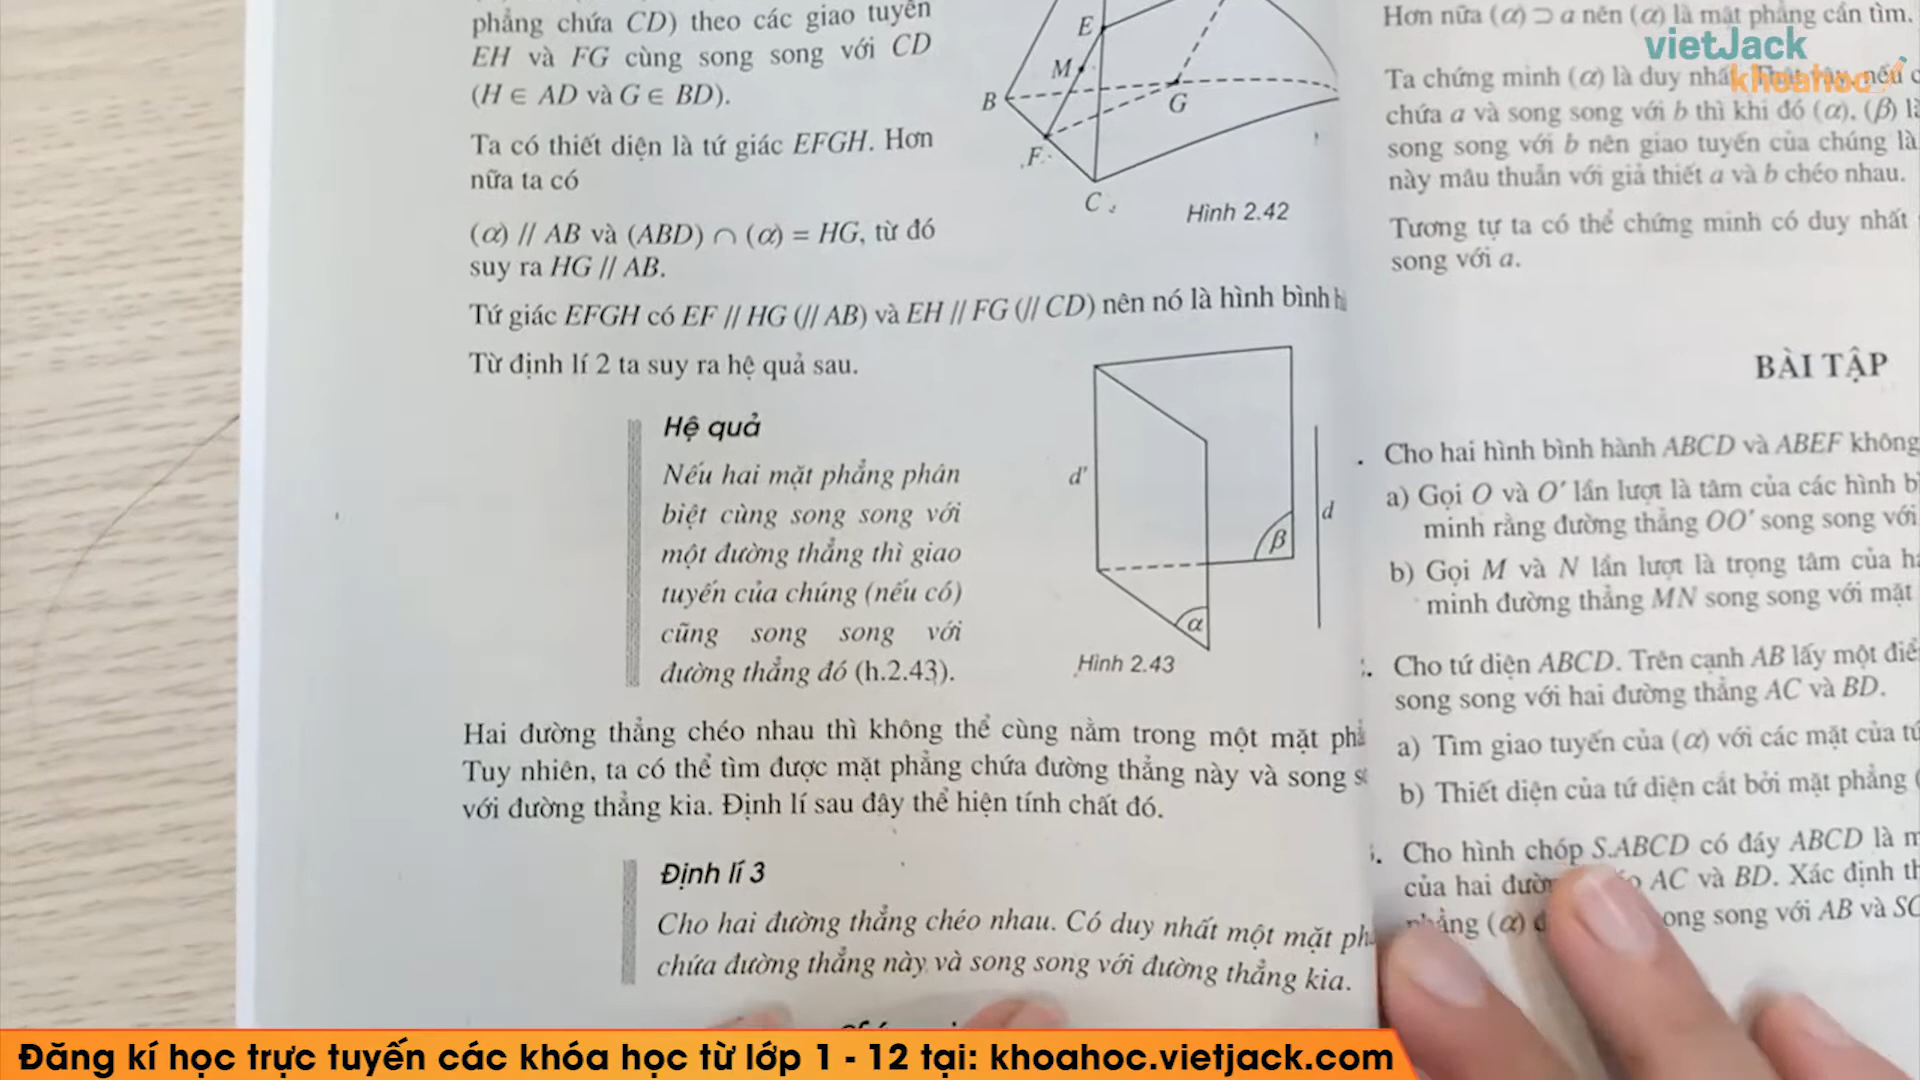 phẳng chứa CD) theo các giao tuyến
EH và FG cùng song song với CD
(H ∈ AD và G ∈ BD).
Ta có thiết diện là tứ giác EFGH. Hơn
nữa ta có
(α) // AB và (ABD) ∩ (α) = HG, từ đó
suy ra HG // AB.
E
M
B
G
F
C
Hình 2.42
Tứ giác EFGH có EF // HG (// AB) và EH // FG (// CD) nên nó là hình bình
Từ định lí 2 ta suy ra hệ quả sau.
Hệ quả
Nếu hai mặt phẳng phân
biệt cùng song song với
một đường thẳng thì giao
tuyến của chúng (nếu có)
cũng song song với
đường thẳng đó (h.2.43).
d'
d
β
α
Hình 2.43
Hai đường thẳng chéo nhau thì không thể cùng nằm trong một mặt
Tuy nhiên, ta có thể tìm được mặt phẳng chứa đường thẳng này và song
với đường thẳng kia. Định lí sau đây thể hiện tính chất đó.
Định lí 3
Cho hai đường thẳng chéo nhau. Có duy nhất một mặt
chứa đường thẳng này và song song với đường thẳng kia.
Hơn nữa (α) ⊃ a nên (α) là mặt phẳng cần tìm.
vietJack
khoahoc
Ta chứng minh (α) là duy nhất. nếu
chứa a và song song với b thì khi đó (α), (β)
song song với b nên giao tuyến của chúng là
này mâu thuẫn với giả thiết a và b chéo nhau.
Tương tự ta có thể chứng minh có duy nhất
song với a.
BÀI TẬP
Cho hai hình bình hành ABCD và ABEF không
a) Gọi O và O' lần lượt là tâm của các hình
minh rằng đường thẳng OO' song song với
b) Gọi M và N lần lượt là trọng tâm của
minh đường thẳng MN song song với mặt
Cho tứ diện ABCD. Trên cạnh AB lấy một
song song với hai đường thẳng AC và BD.
a) Tìm giao tuyến của (α) với các mặt của
b) Thiết diện của tứ diện cắt bởi mặt phẳng
Cho hình chóp S.ABCD có đáy ABCD là
của hai AC và BD. Xác định
(α) song với AB và
Đăng kí học trực tuyến các khóa học từ lớp 1 - 12 tại: khoahoc.vietjack.com